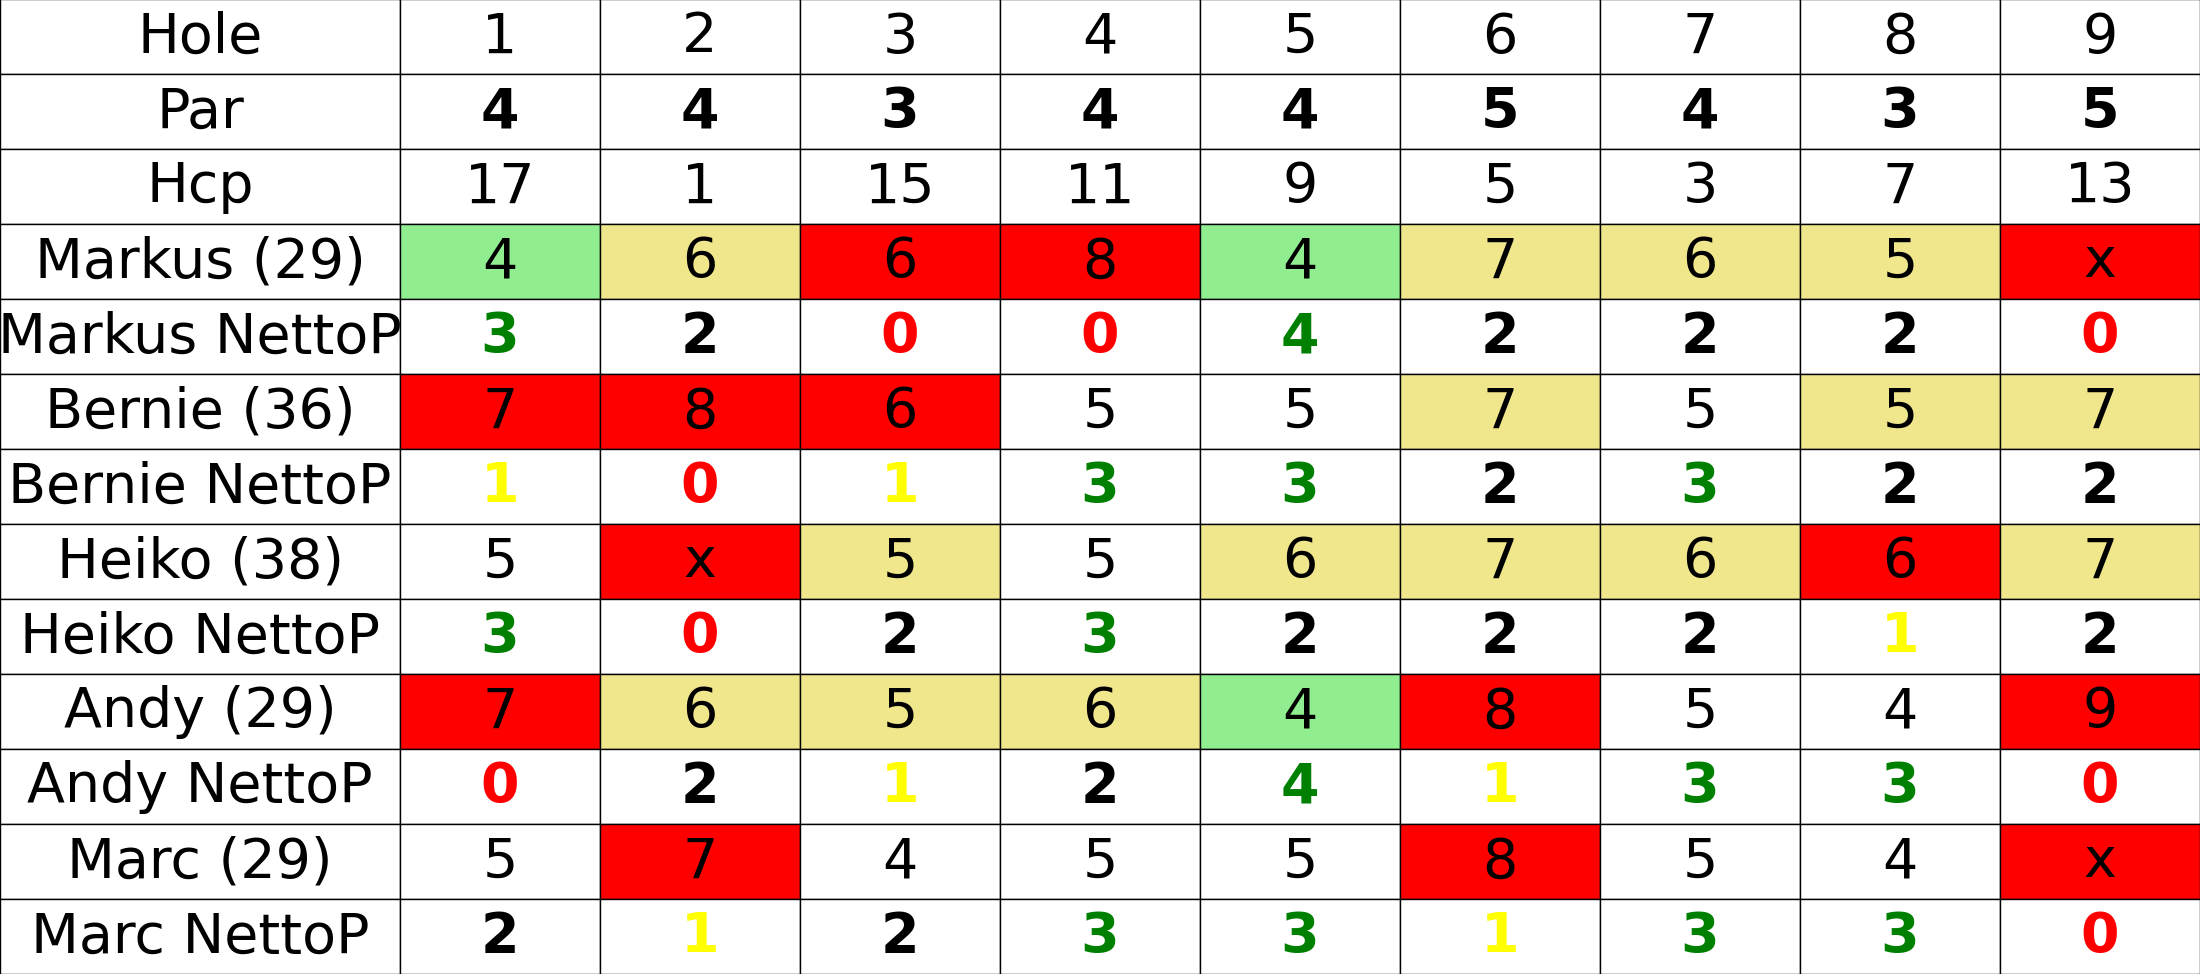 Hole 1 2 3 4 5 6 7 8 9
Par 4 4 3 4 4 5 4 3 5
Hcp 17 1 15 11 9 5 3 7 13
Markus (29) 4 6 6 8 4 7 6 5 x
Markus NettoP 3 2 0 0 4 2 2 2 0
Bernie (36) 7 8 6 5 5 7 5 5 7
Bernie NettoP 1 0 1 3 3 2 3 2 2
Heiko (38) 5 x 5 5 6 7 6 6 7
Heiko NettoP 3 0 2 3 2 2 2 1 2
Andy (29) 7 6 5 6 4 8 5 4 9
Andy NettoP 0 2 1 2 4 1 3 3 0
Marc (29) 5 7 4 5 5 8 5 4 x
Marc NettoP 2 1 2 3 3 1 3 3 0